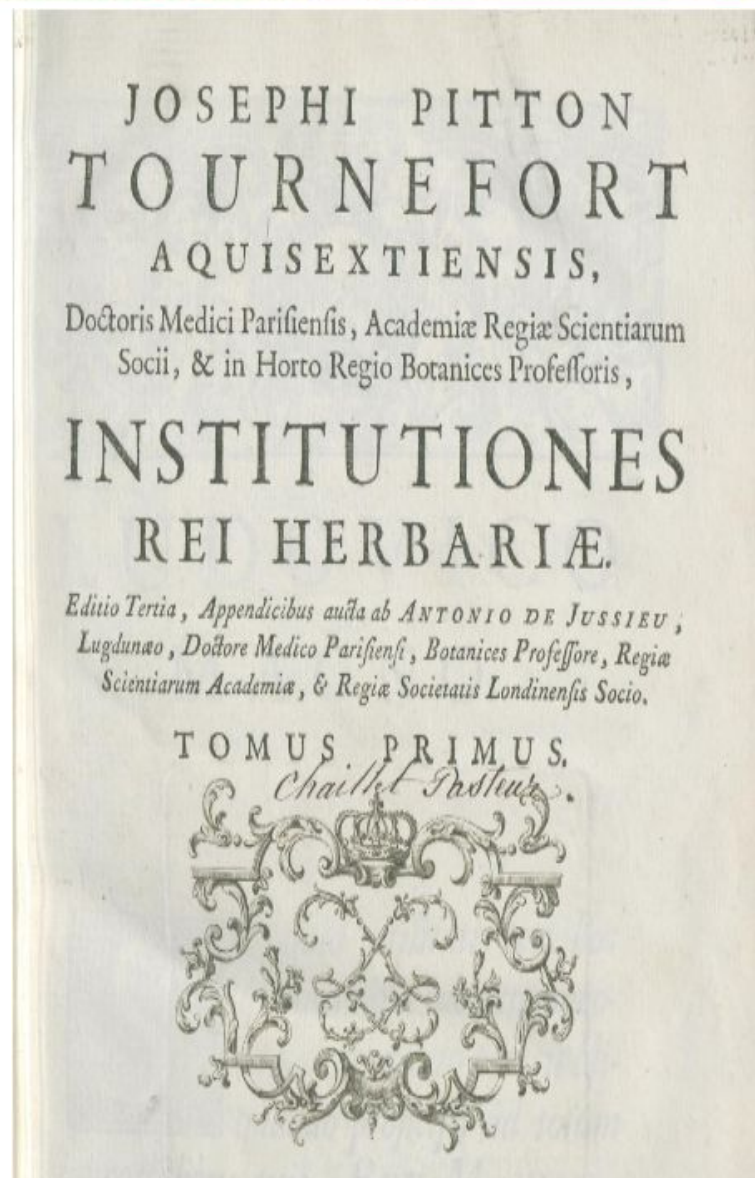 JOSEPHI PITTON
TOURNEFORT
AQUISEXTIENSIS,
Doctoris Medici Pariſienſis, Academiæ Regiæ Scientiarum
Socii, & in Horto Regio Botanices Profeſſoris,
INSTITUTIONES
REI HERBARIÆ.
Editio Tertia, Appendicibus aucta ab ANTONIO DE JUSSIEU,
Lugdunæo, Doctore Medico Pariſienſi, Botanices Profeſſore, Regiæ
Scientiarum Academiæ, & Regiæ Societatis Londinenſis Socio.
TOMUS PRIMUS.
Chaillet Pasteur.